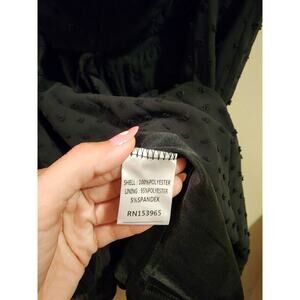 SHELL : 100%POLYESTER
LINING : 95%POLYESTER
5%SPANDEX
RN153965